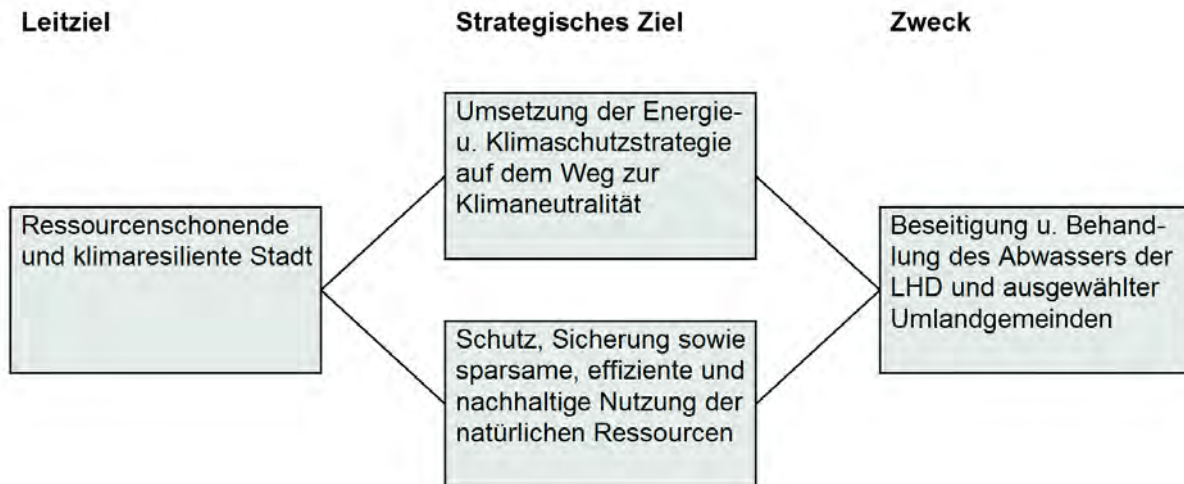 Leitziel
Strategisches Ziel
Zweck
Ressourcenschonende
und klimaresiliente Stadt
Umsetzung der Energie-
u. Klimaschutzstrategie
auf dem Weg zur
Klimaneutralität
Schutz, Sicherung sowie
sparsame, effiziente und
nachhaltige Nutzung der
natürlichen Ressourcen
Beseitigung u. Behand-
lung des Abwassers der
LHD und ausgewählter
Umlandgemeinden